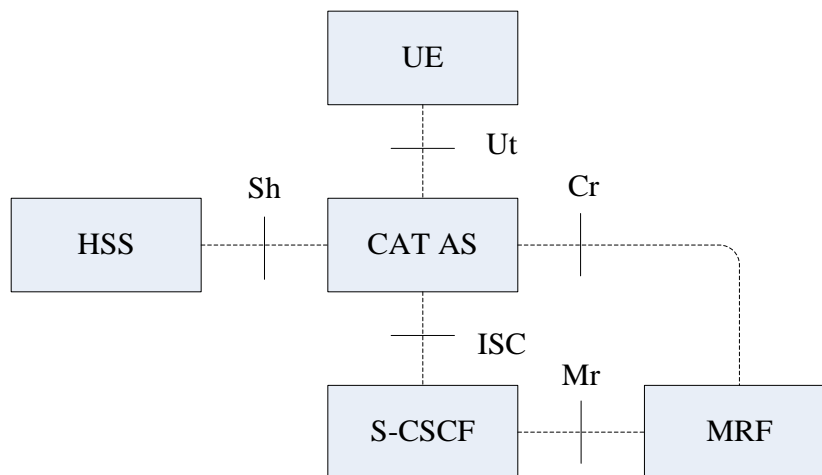 UE
Ut
Sh
Cr
HSS
CAT AS
ISC
Mr
S-CSCF
MRF